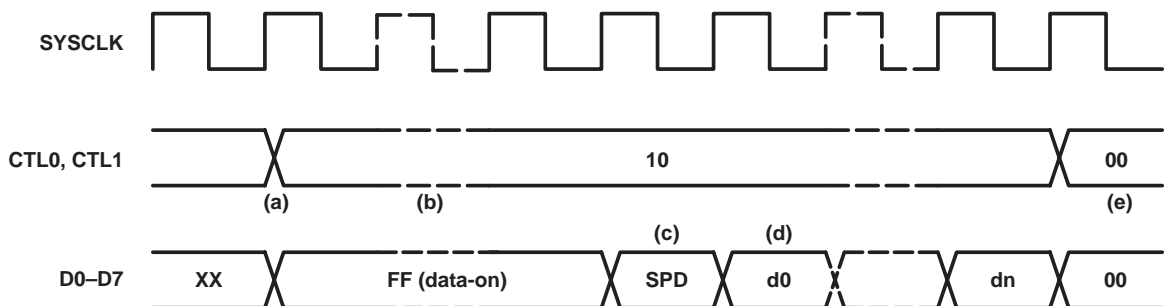 SYSCLK
CTL0, CTL1
10
00
(a)
(b)
(e)
(c)
(d)
D0–D7
XX
FF (data-on)
SPD
d0
dn
00